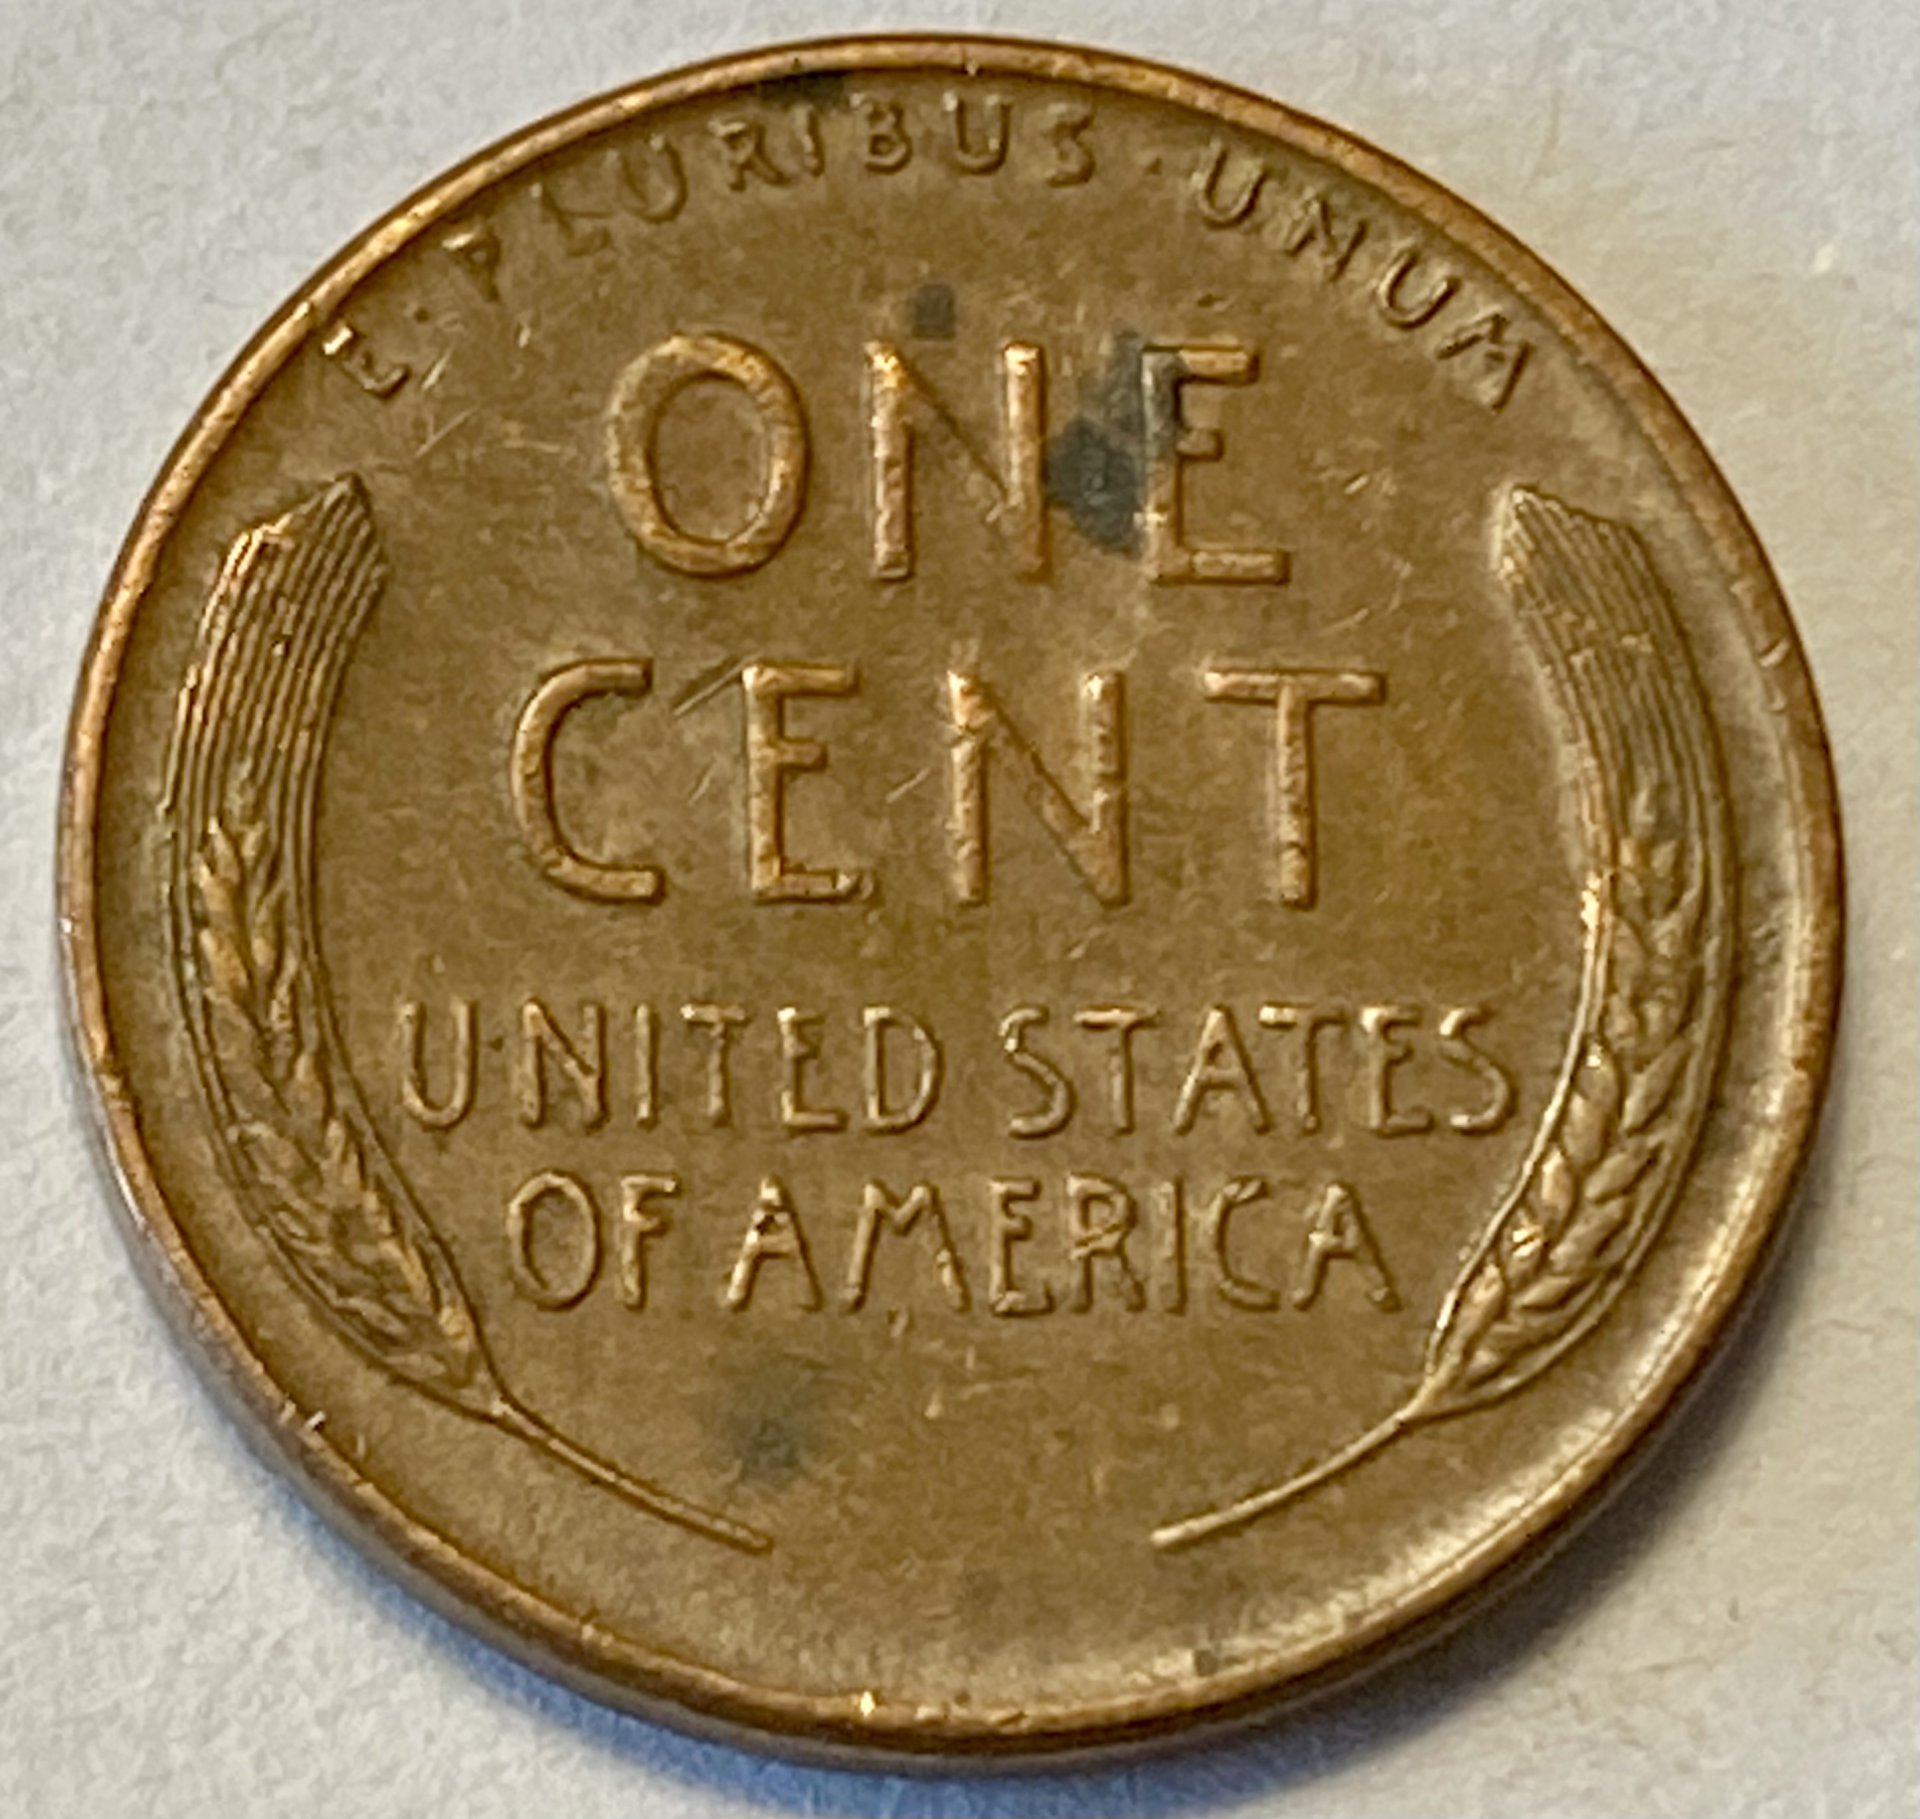 E·PLURIBUS·UNUM
ONE
CENT
UNITED STATES
OF AMERICA